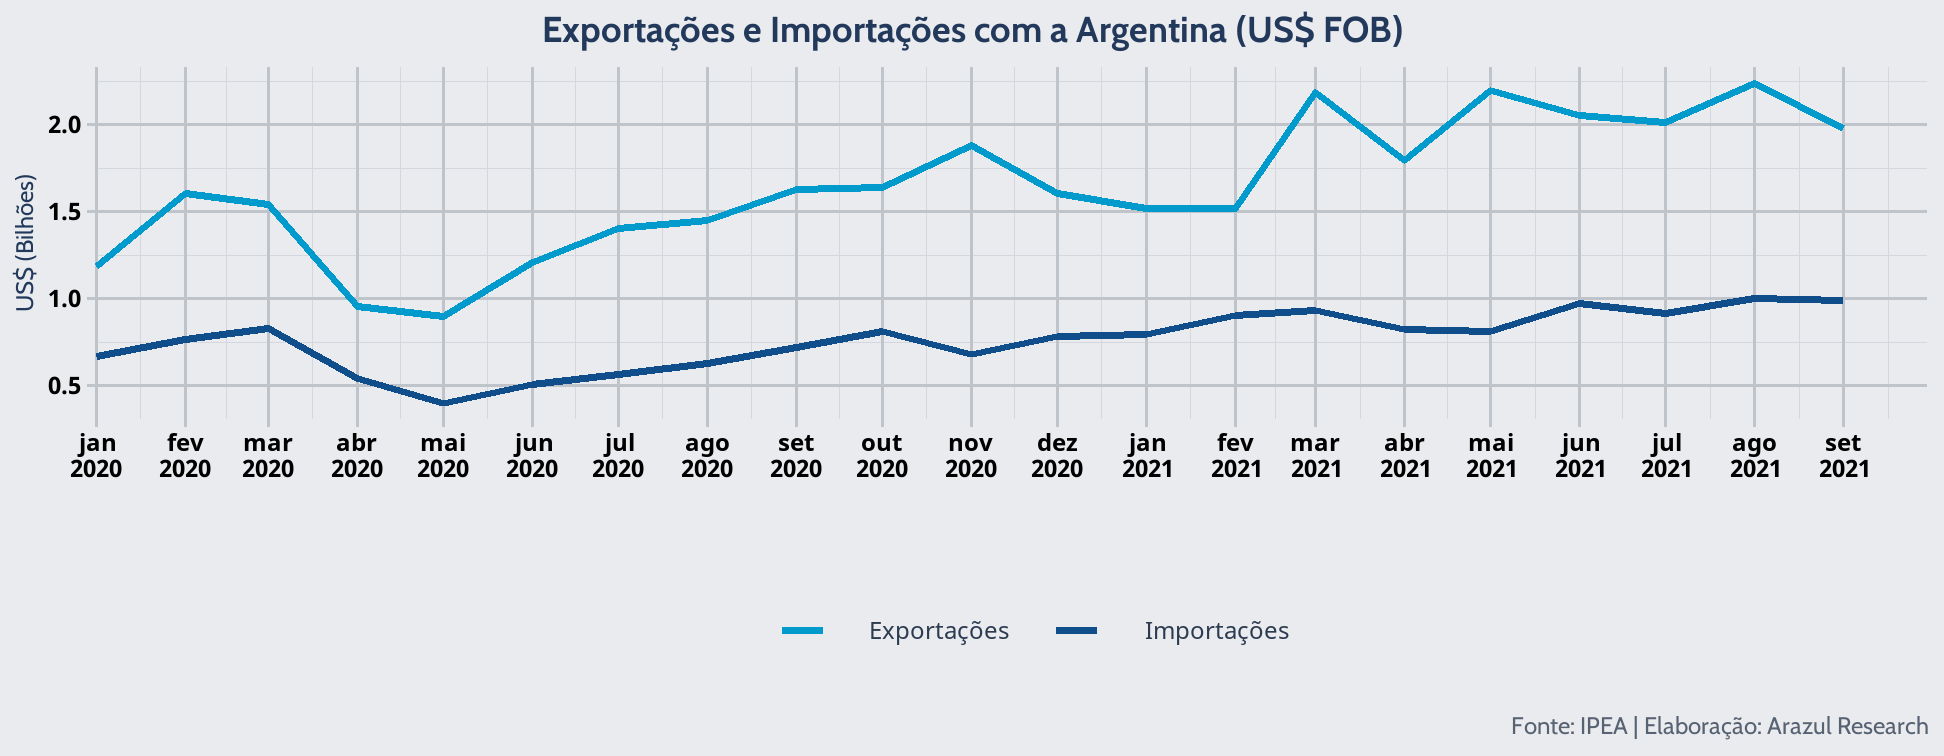 Exportações e Importações com a Argentina (US$ FOB)
US$ (Bilhões)
2.0
1.5
1.0
0.5
jan fev mar abr mai jun jul ago set out nov dez jan fev mar abr mai jun jul ago set
2020 2020 2020 2020 2020 2020 2020 2020 2020 2020 2020 2020 2021 2021 2021 2021 2021 2021 2021 2021 2021
Exportações Importações
Fonte: IPEA | Elaboração: Arazul Research